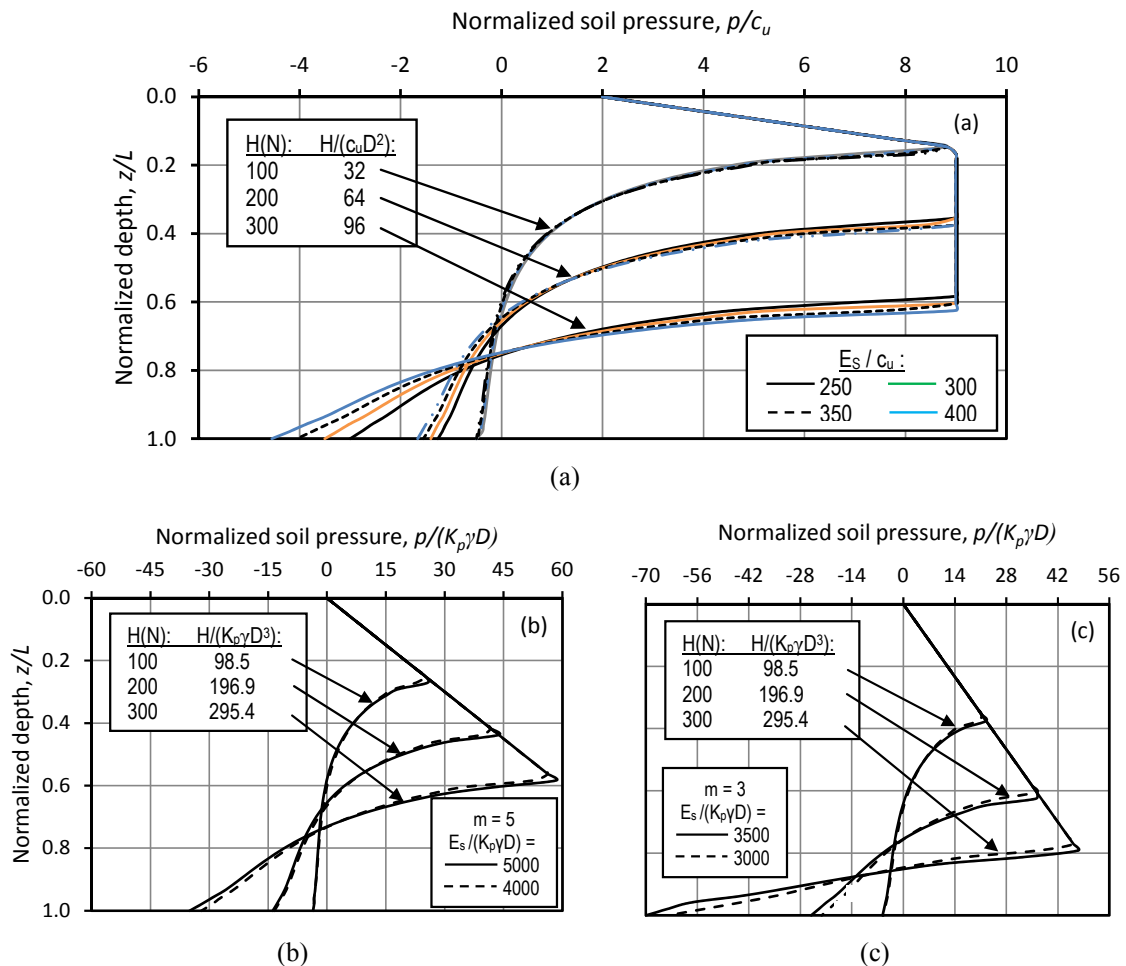 Normalized soil pressure, p/cᵤ
-6 -4 -2 0 2 4 6 8 10
0.0
0.2
0.4
0.6
0.8
1.0
Normalized depth, z/L
(a)
H(N): H/(cᵤD²):
100 32
200 64
300 96
E_S / cᵤ :
250 300
350 400
(a)
Normalized soil pressure, p/(KₚγD)
-60 -45 -30 -15 0 15 30 45 60
0.0
0.2
0.4
0.6
0.8
1.0
Normalized depth, z/L
(b)
H(N): H/(KₚγD³):
100 98.5
200 196.9
300 295.4
m = 5
Eₛ/(KₚγD) =
5000
4000
(b)
Normalized soil pressure, p/(KₚγD)
-70 -56 -42 -28 -14 0 14 28 42 56
(c)
H(N): H/(KₚγD³):
100 98.5
200 196.9
300 295.4
m = 3
Eₛ/(KₚγD) =
3500
3000
(c)